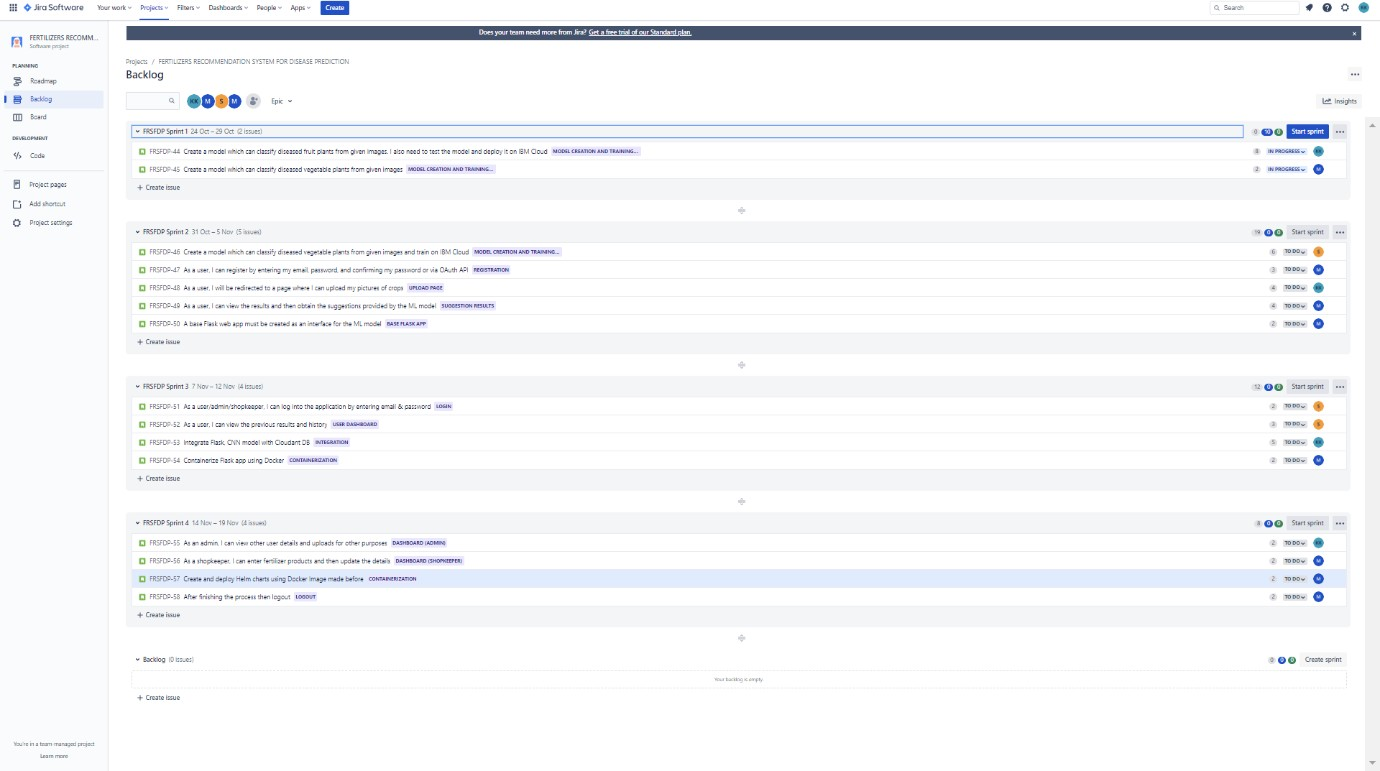 Jira Software Your work Projects Filters Dashboards People Apps Create Search
Does your team need more from Jira? Get a free trial of our Standard plan.
FERTILIZERS RECOMM...
Software project
PLANNING
Roadmap
Backlog
Board
DEVELOPMENT
Code
Project pages
Add shortcut
Project settings
You're in a team-managed project
Learn more
Projects / FERTILIZERS RECOMMENDATION SYSTEM FOR DISEASE PREDICTION
Backlog
KK M S M Epic Insights
FRSFDP Sprint 1 24 Oct – 29 Oct (2 issues) 0 10 0 Start sprint
FRSFDP-44 Create a model which can classify diseased fruit plants from given images. I also need to test the model and deploy it on IBM Cloud MODEL CREATION AND TRAINING... 8 IN PROGRESS KK
FRSFDP-45 Create a model which can classify diseased vegetable plants from given images MODEL CREATION AND TRAINING... 2 IN PROGRESS M
+ Create issue
FRSFDP Sprint 2 31 Oct – 5 Nov (5 issues) 19 0 0 Start sprint
FRSFDP-46 Create a model which can classify diseased vegetable plants from given images and train on IBM Cloud MODEL CREATION AND TRAINING... 6 TO DO S
FRSFDP-47 As a user, I can register by entering my email, password, and confirming my password or via OAuth API REGISTRATION 3 TO DO M
FRSFDP-48 As a user, I will be redirected to a page where I can upload my pictures of crops UPLOAD PAGE 4 TO DO KK
FRSFDP-49 As a user, I can view the results and then obtain the suggestions provided by the ML model SUGGESTION RESULTS 4 TO DO M
FRSFDP-50 A base Flask web app must be created as an interface for the ML model BASE FLASK APP 2 TO DO M
+ Create issue
FRSFDP Sprint 3 7 Nov – 12 Nov (4 issues) 12 0 0 Start sprint
FRSFDP-51 As a user/admin/shopkeeper, I can log into the application by entering email & password LOGIN 2 TO DO S
FRSFDP-52 As a user, I can view the previous results and history USER DASHBOARD 3 TO DO S
FRSFDP-53 Integrate Flask, CNN model with Cloudant DB INTEGRATION 5 TO DO KK
FRSFDP-54 Containerize Flask app using Docker CONTAINERIZATION 2 TO DO M
+ Create issue
FRSFDP Sprint 4 14 Nov – 19 Nov (4 issues) 8 0 0 Start sprint
FRSFDP-55 As an admin, I can view other user details and uploads for other purposes DASHBOARD (ADMIN) 2 TO DO KK
FRSFDP-56 As a shopkeeper, I can enter fertilizer products and then update the details DASHBOARD (SHOPKEEPER) 2 TO DO M
FRSFDP-57 Create and deploy Helm charts using Docker Image made before CONTAINERIZATION 2 TO DO M
FRSFDP-58 After finishing the process then logout LOGOUT 2 TO DO M
+ Create issue
Backlog (0 issues) 0 0 0 Create sprint
Your backlog is empty.
+ Create issue